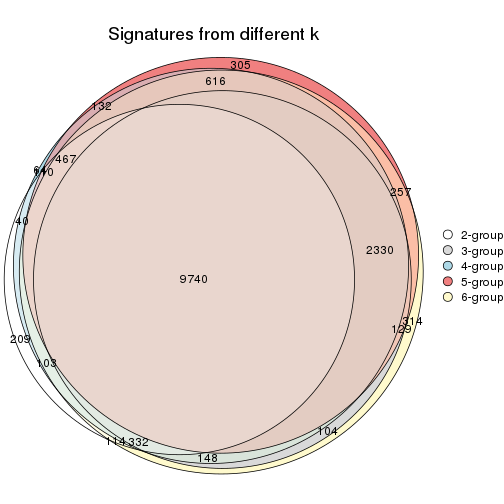 Signatures from different k
305
616
132
467
40
257
2330
9740
314
129
209
103
104
114
332
148
2-group
3-group
4-group
5-group
6-group